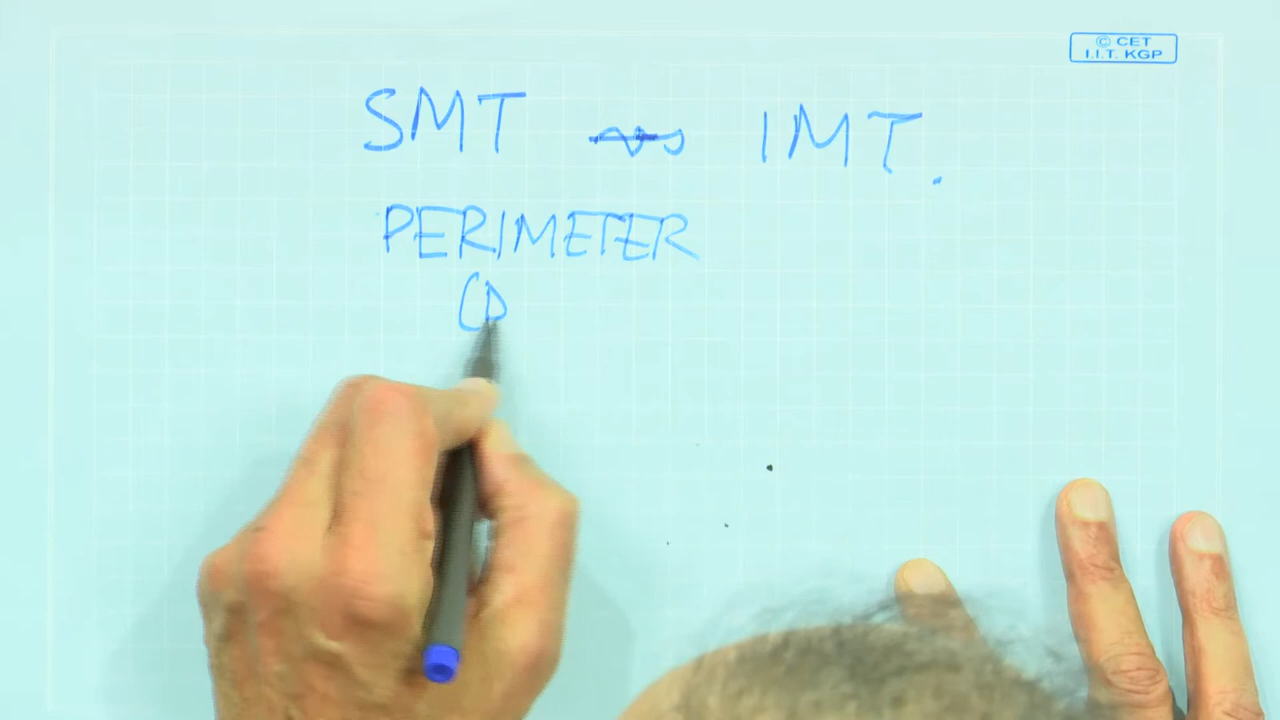 © CET
I.I.T. KGP
SMT vs IMT.
PERIMETER
(D